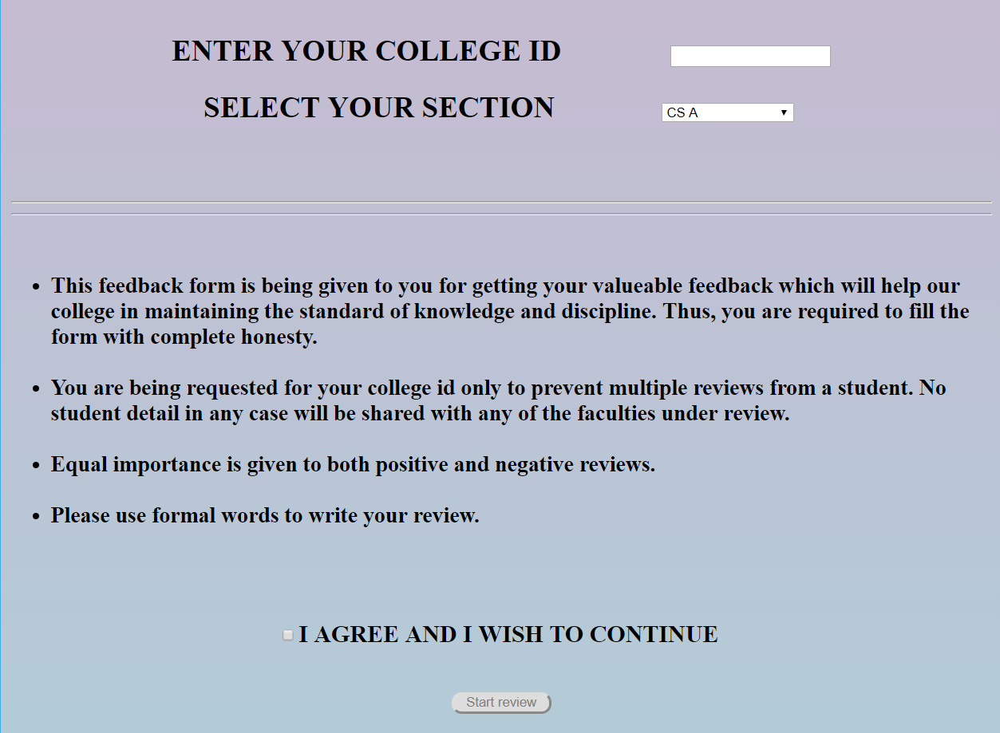 ENTER YOUR COLLEGE ID
SELECT YOUR SECTION
CS A
This feedback form is being given to you for getting your valueable feedback which will help our
college in maintaining the standard of knowledge and discipline. Thus, you are required to fill the
form with complete honesty.
You are being requested for your college id only to prevent multiple reviews from a student. No
student detail in any case will be shared with any of the faculties under review.
Equal importance is given to both positive and negative reviews.
Please use formal words to write your review.
I AGREE AND I WISH TO CONTINUE
Start review